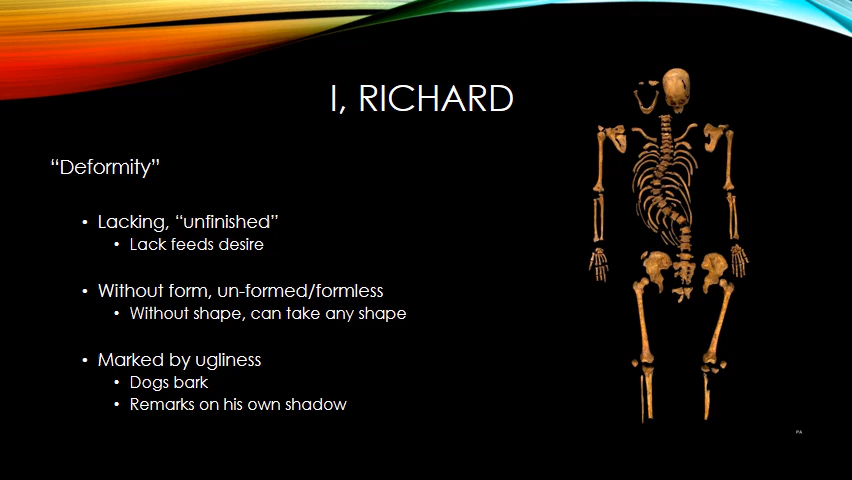 I, RICHARD
“Deformity”
• Lacking, “unfinished”
• Lack feeds desire
• Without form, un-formed/formless
• Without shape, can take any shape
• Marked by ugliness
• Dogs bark
• Remarks on his own shadow
PA